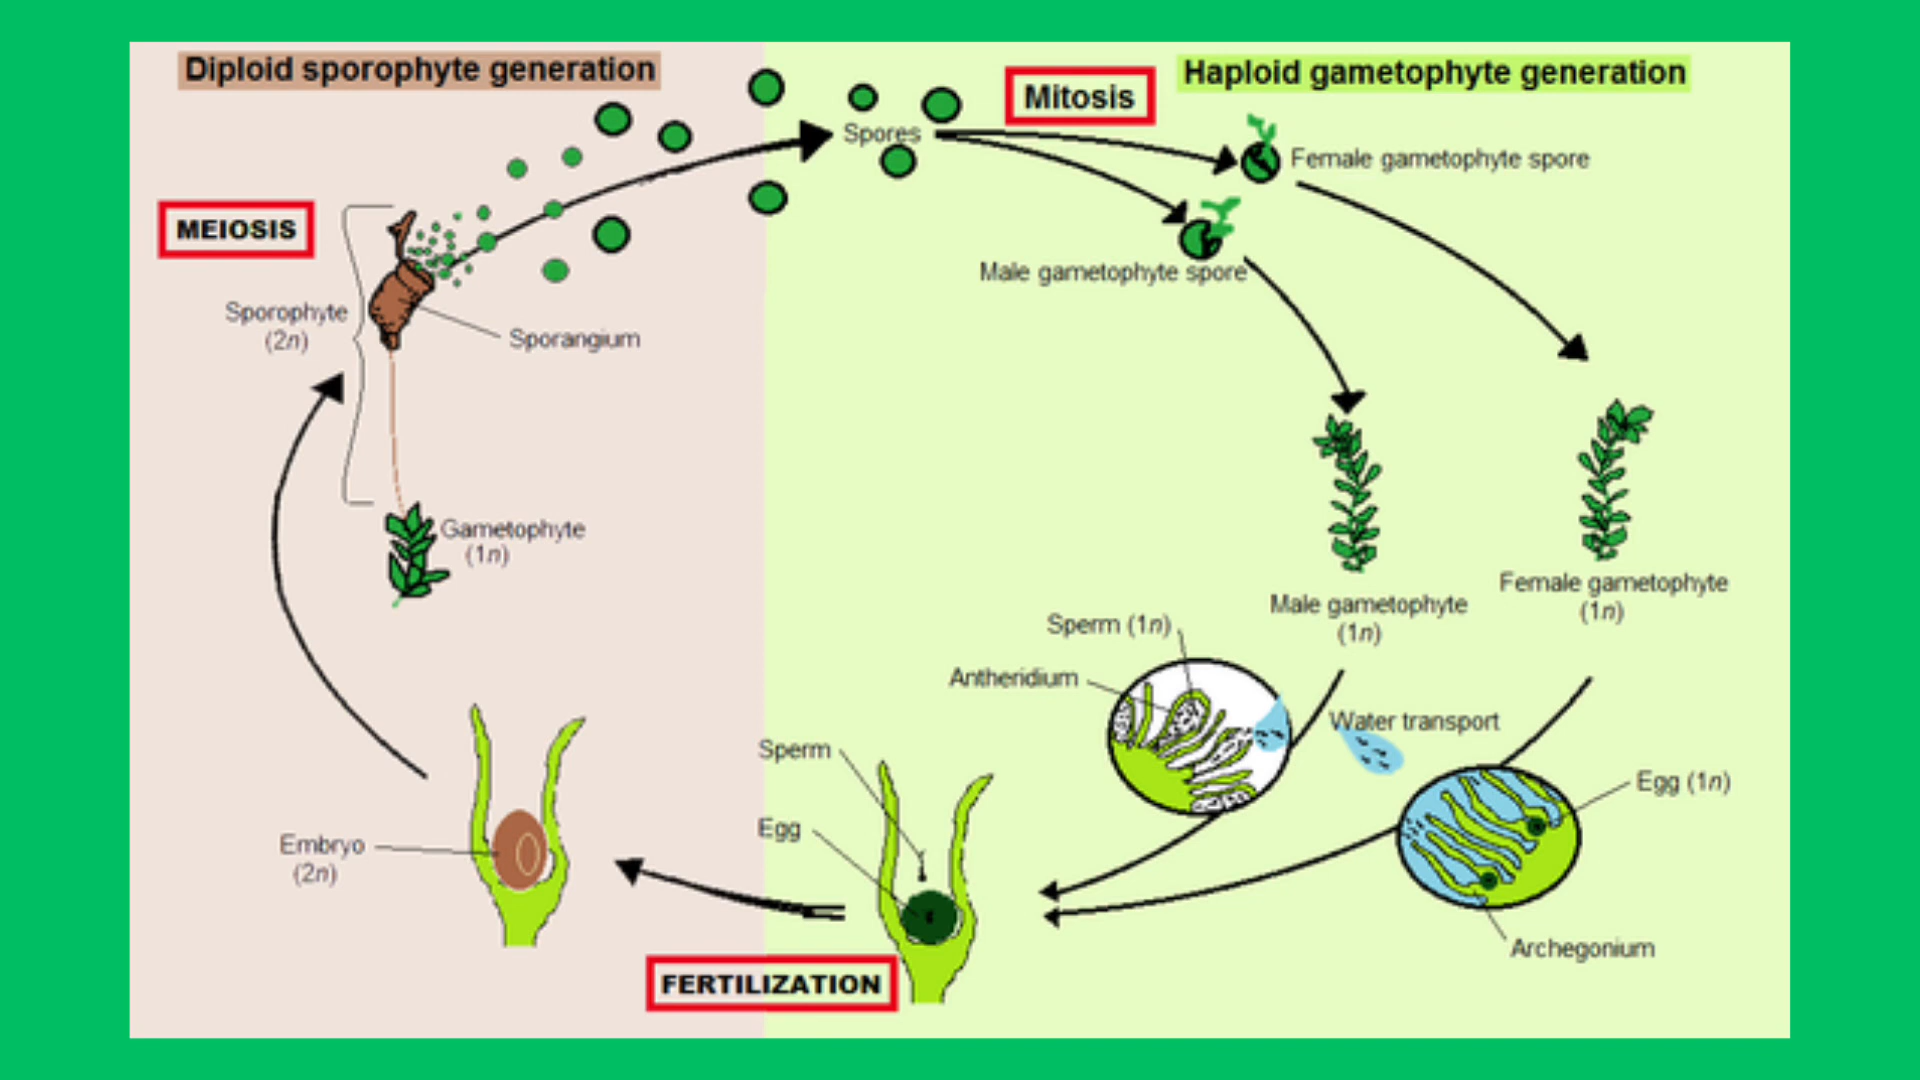 Diploid sporophyte generation
Haploid gametophyte generation
Mitosis
Spores
Female gametophyte spore
MEIOSIS
Male gametophyte spore
Sporophyte
(2n)
Sporangium
Gametophyte
(1n)
Female gametophyte
(1n)
Male gametophyte
(1n)
Sperm (1n)
Antheridium
Water transport
Sperm
Egg (1n)
Egg
Embryo
(2n)
Archegonium
FERTILIZATION